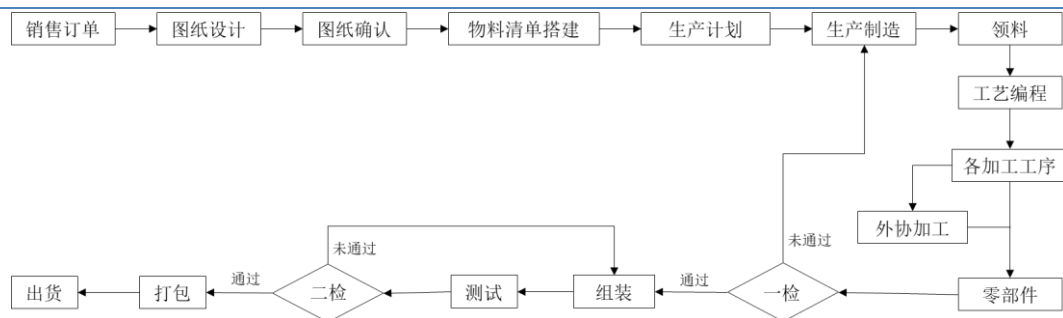 销售订单
图纸设计
图纸确认
物料清单搭建
生产计划
生产制造
领料
工艺编程
各加工工序
外协加工
零部件
一检
未通过
通过
组装
测试
二检
未通过
通过
打包
出货